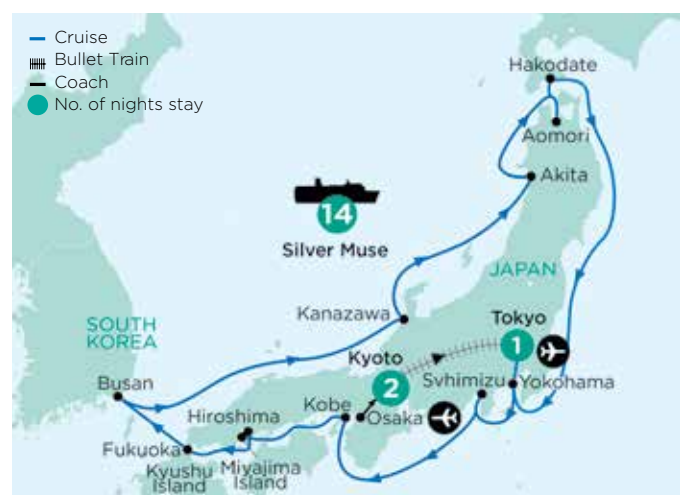 Cruise
Bullet Train
Coach
No. of nights stay
Hakodate
Aomori
Akita
14
Silver Muse
JAPAN
Kanazawa
SOUTH
KOREA
Tokyo
1
Kyoto
2
Svhimizu
Yokohama
Busan
Hiroshima
Kobe
Osaka
Fukuoka
Kyushu
Island
Miyajima
Island